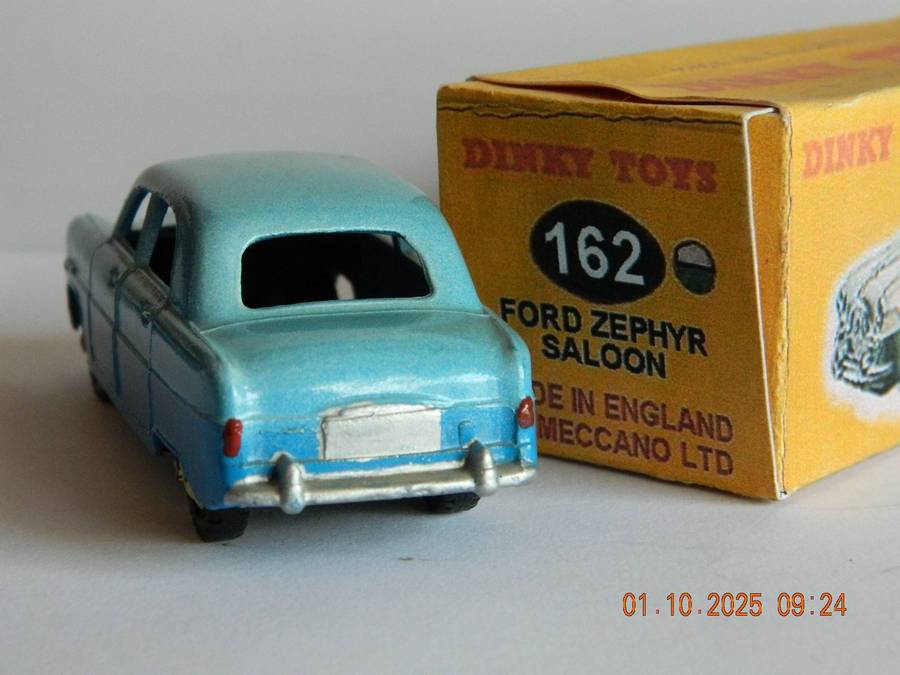 DINKY TOYS
DINKY
162
FORD ZEPHYR
SALOON
DE IN ENGLAND
MECCANO LTD
01.10.2025 09:24